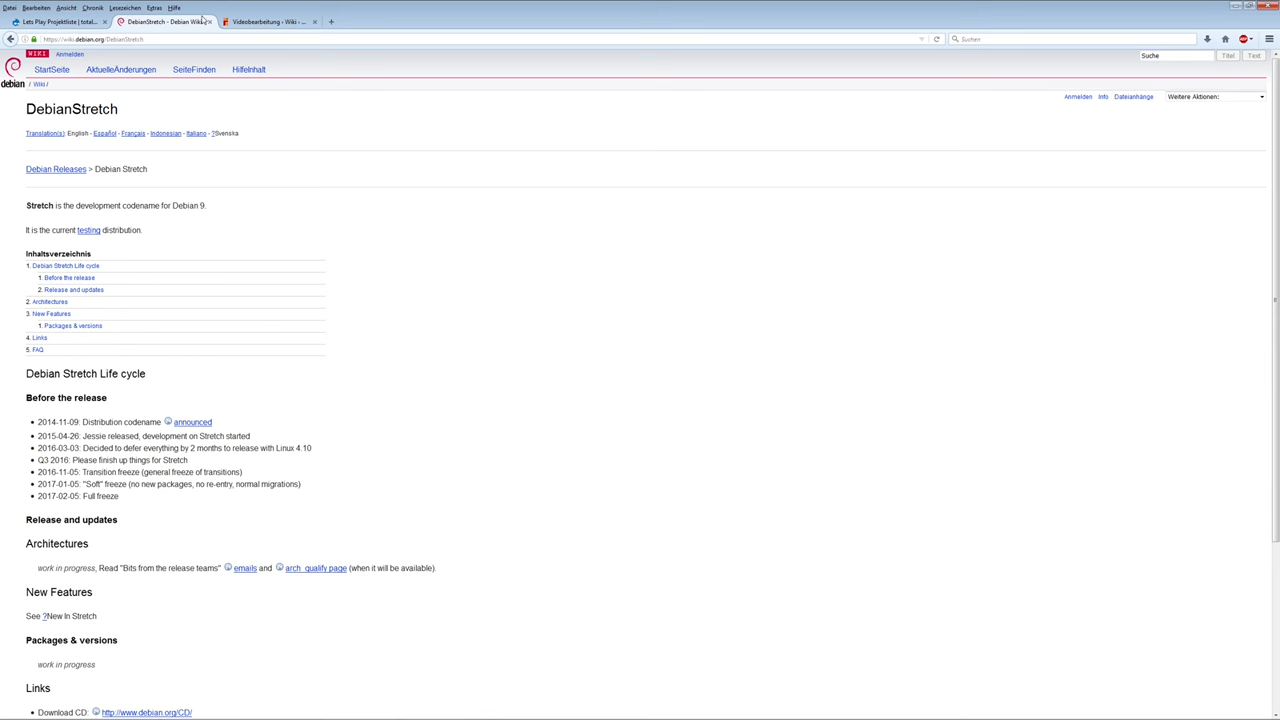 Datei Bearbeiten Ansicht Chronik Lesezeichen Extras Hilfe
Lets Play Projektliste | total... DebianStretch - Debian Wiki Videobearbeitung › Wiki › ...
https://wiki.debian.org/DebianStretch Suchen
WIKI Anmelden Suche Titel Text
StartSeite AktuelleÄnderungen SeiteFinden HilfeInhalt
debian / Wiki /
Anmelden Info Dateianhänge Weitere Aktionen:
DebianStretch
Translation(s): English - Español - Français - Indonesian - Italiano - ?Svenska
Debian Releases > Debian Stretch
Stretch is the development codename for Debian 9.
It is the current testing distribution.
Inhaltsverzeichnis
1. Debian Stretch Life cycle
1. Before the release
2. Release and updates
2. Architectures
3. New Features
1. Packages & versions
4. Links
5. FAQ
Debian Stretch Life cycle
Before the release
• 2014-11-09: Distribution codename announced
• 2015-04-26: Jessie released, development on Stretch started
• 2016-03-03: Decided to defer everything by 2 months to release with Linux 4.10
• Q3 2016: Please finish up things for Stretch
• 2016-11-05: Transition freeze (general freeze of transitions)
• 2017-01-05: "Soft" freeze (no new packages, no re-entry, normal migrations)
• 2017-02-05: Full freeze
Release and updates
Architectures
work in progress, Read "Bits from the release teams" emails and arch_qualify page (when it will be available).
New Features
See ?New In Stretch
Packages & versions
work in progress
Links
• Download CD: http://www.debian.org/CD/